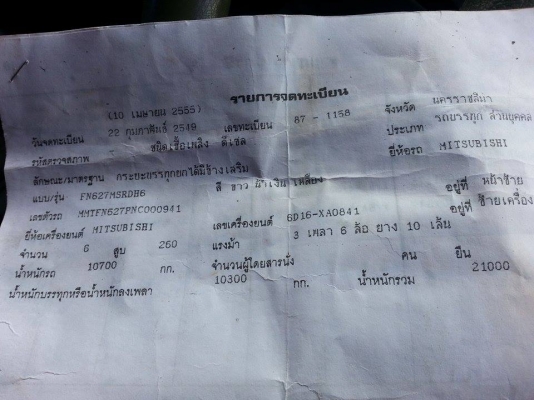 รายการจดทะเบียน
(10 เมษายน 2555)
วันจดทะเบียน 22 กุมภาพันธ์ 2549 เลขทะเบียน 87 - 1158 จังหวัด นครราชสีมา
รหัสตรวจสภาพ - ชนิดเชื้อเพลิง ดีเซล ประเภท รถบรรทุก ส่วนบุคคล
ลักษณะ/มาตรฐาน กระบะบรรทุกยกได้มีข้างเสริม สี ขาว น้ำเงิน เหลือง ยี่ห้อรถ MITSUBISHI
แบบ/รุ่น FN627MSRDH6
เลขตัวรถ MMTFN627PNC000941 อยู่ที่ หน้าซ้าย
ยี่ห้อเครื่องยนต์ MITSUBISHI เลขเครื่องยนต์ 6D16-XA0841 อยู่ที่ ซ้ายเครื่อง
จำนวน 6 สูบ 260 แรงม้า 3 เพลา 6 ล้อ ยาง 10 เส้น
น้ำหนักรถ 10700 กก. จำนวนผู้โดยสารนั่ง คน ยืน
น้ำหนักบรรทุกหรือน้ำหนักลงเพลา 10300 กก. น้ำหนักรวม 21000